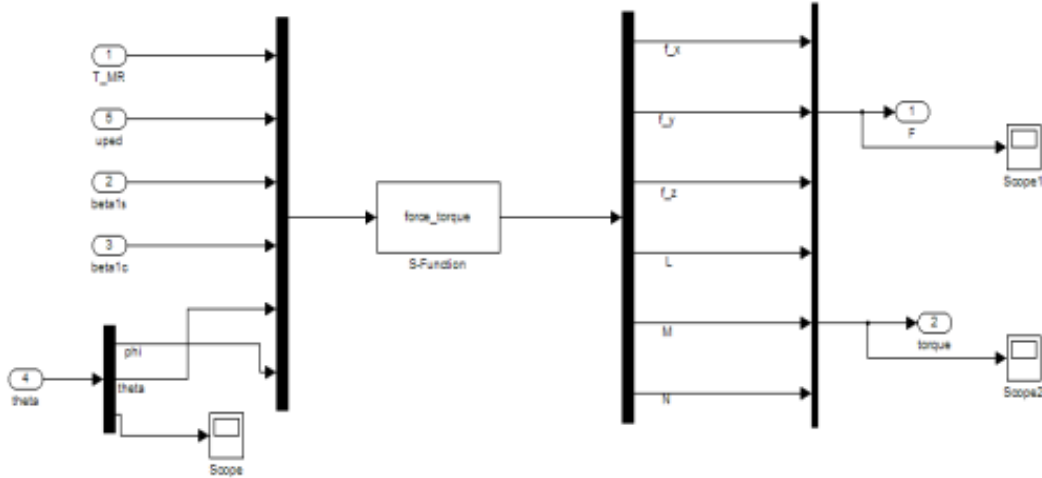 1
T_MR
5
uped
2
beta1s
3
beta1c
4
theta
phi
theta
Scope
force_torque
S-Function
f_x
f_y
f_z
L
M
N
1
F
Scope1
2
torque
Scope2